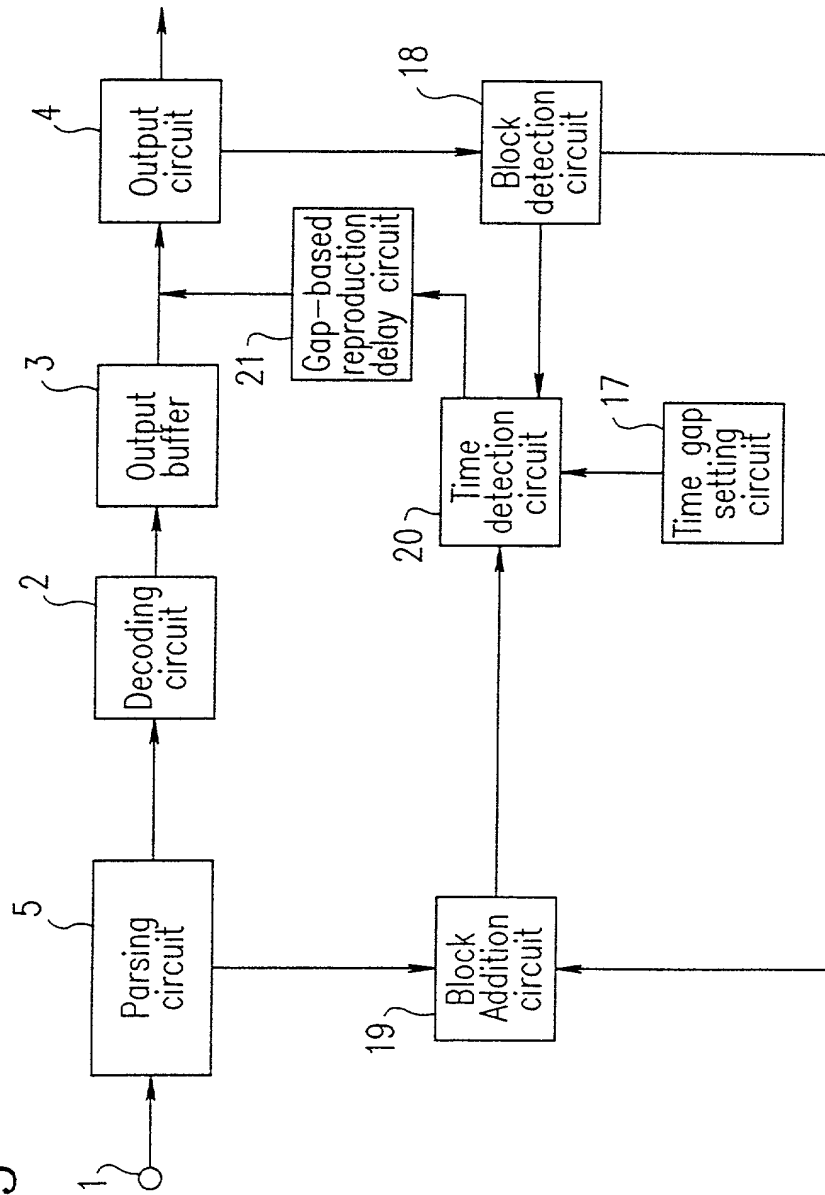 1
5
Parsing
circuit
2
Decoding
circuit
3
Output
buffer
4
Output
circuit
21
Gap-based
reproduction
delay circuit
18
Block
detection
circuit
19
Block
Addition
circuit
20
Time
detection
circuit
17
Time gap
setting
circuit